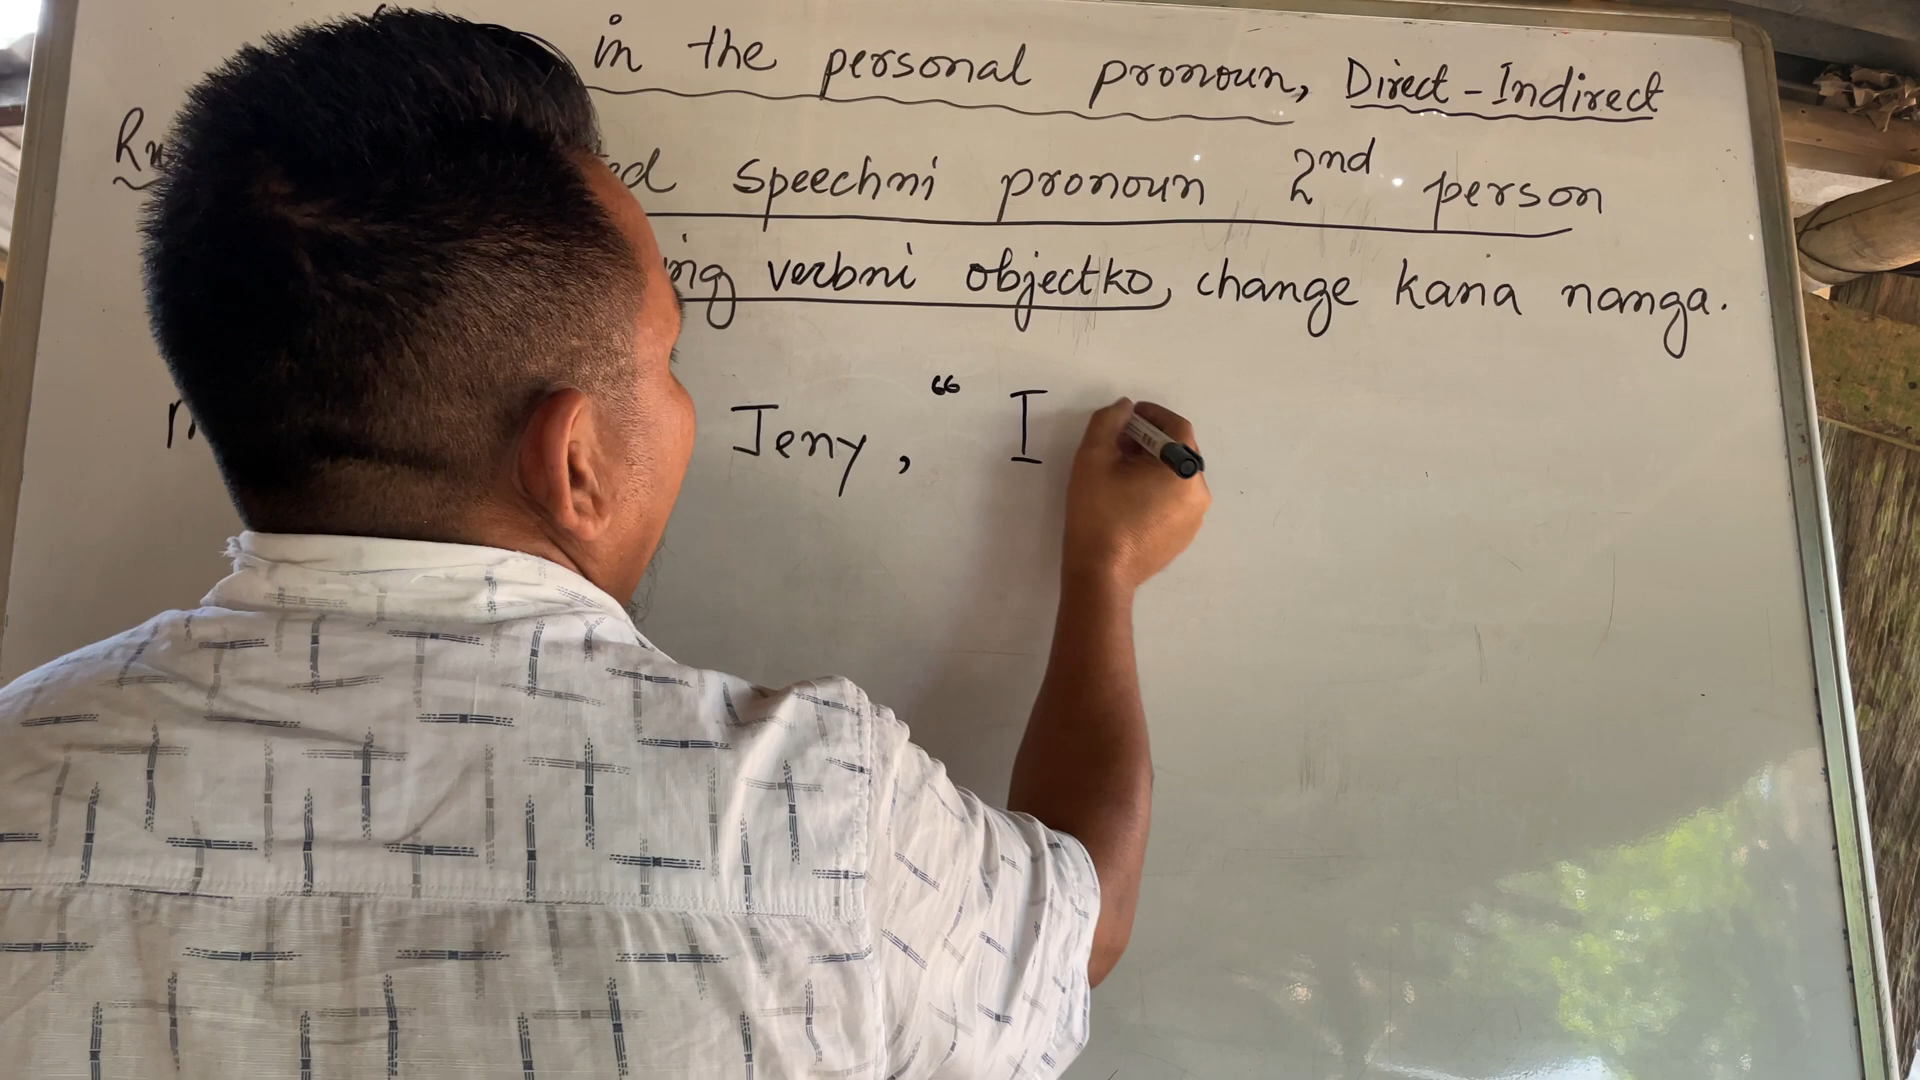 in the personal pronoun, Direct-Indirect
speechni pronoun 2nd person
verbni objectko, change kana nanga.
Jeny, " I